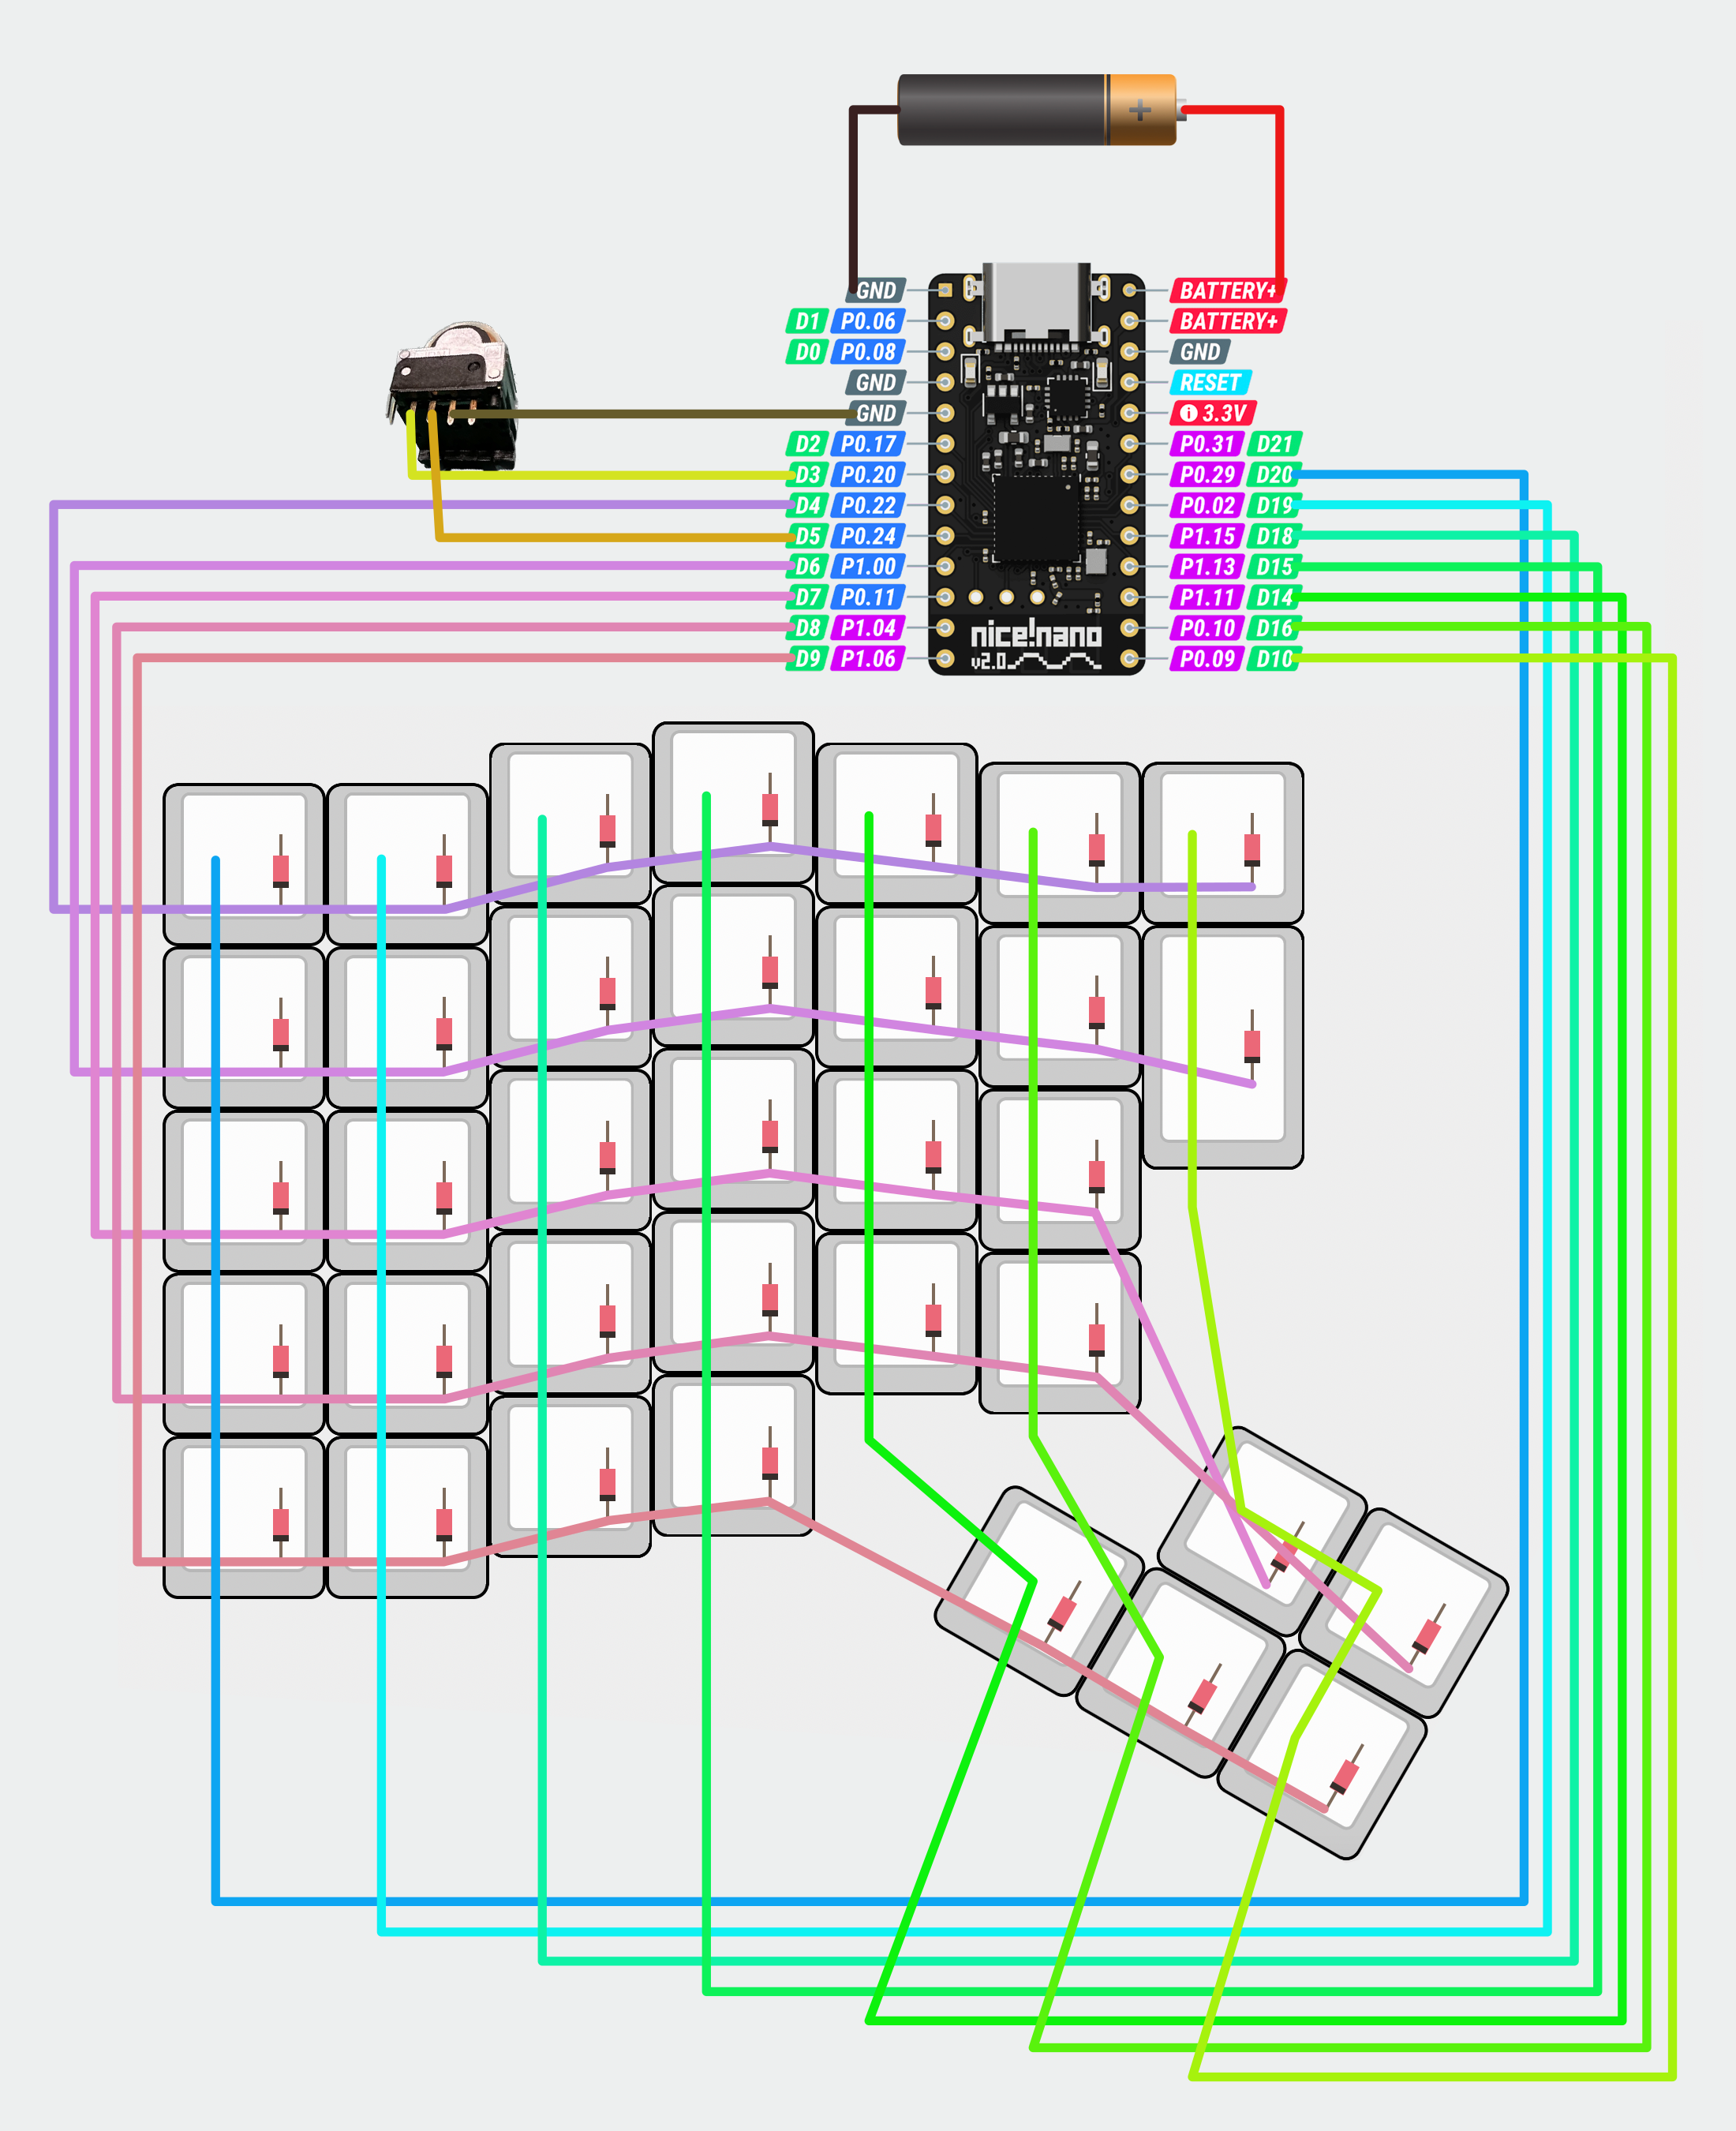 +
GND BATTERY+
D1 P0.06 BATTERY+
D0 P0.08 GND
GND RESET
GND i 3.3V
D2 P0.17 P0.31 D21
D3 P0.20 P0.29 D20
D4 P0.22 P0.02 D19
D5 P0.24 P1.15 D18
D6 P1.00 P1.13 D15
D7 P0.11 P1.11 D14
D8 P1.04 nice!nano P0.10 D16
D9 P1.06 v2.0 P0.09 D10